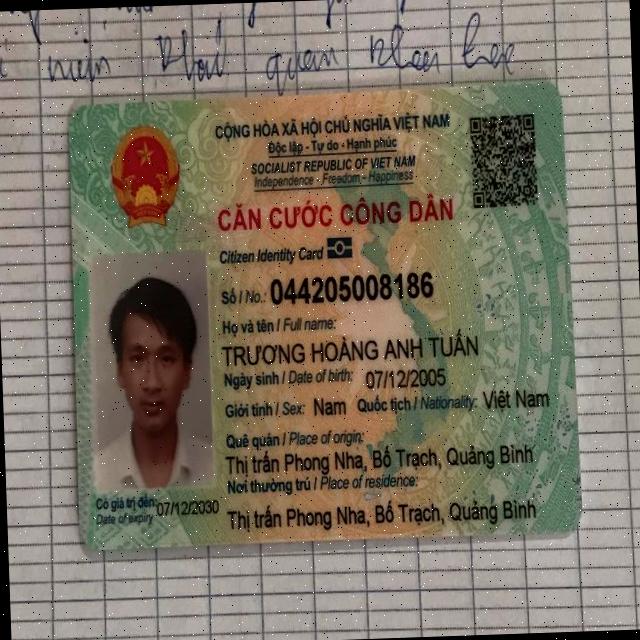 miền khai quan khoa học
CỘNG HÒA XÃ HỘI CHỦ NGHĨA VIỆT NAM
Độc lập - Tự do - Hạnh phúc
SOCIALIST REPUBLIC OF VIET NAM
Independence - Freedom - Happiness
CĂN CƯỚC CÔNG DÂN
Citizen Identity Card
Số / No.: 044205008186
Họ và tên / Full name:
TRƯƠNG HOÀNG ANH TUẤN
Ngày sinh / Date of birth: 07/12/2005
Giới tính / Sex: Nam Quốc tịch / Nationality: Việt Nam
Quê quán / Place of origin:
Thị trấn Phong Nha, Bố Trạch, Quảng Bình
Nơi thường trú / Place of residence:
Thị trấn Phong Nha, Bố Trạch, Quảng Bình
Có giá trị đến: 07/12/2030
Date of expiry